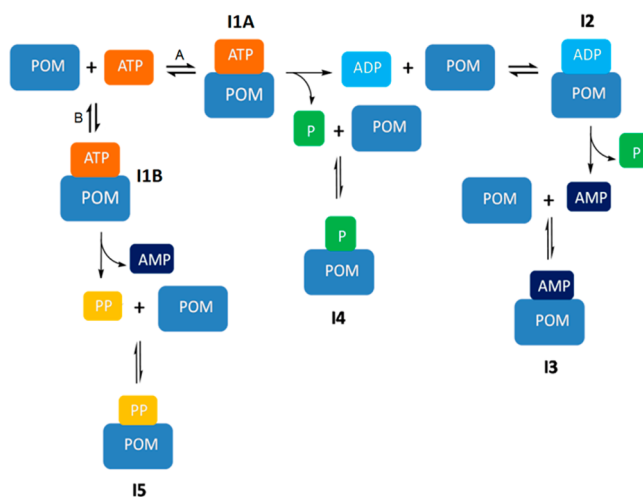 I1A
I2
POM + ATP
A
ATP
POM
ADP + POM
ADP
POM
B
P + POM
P
ATP
POM
I1B
POM + AMP
AMP
P
POM
AMP
POM
PP + POM
I4
I3
PP
POM
I5